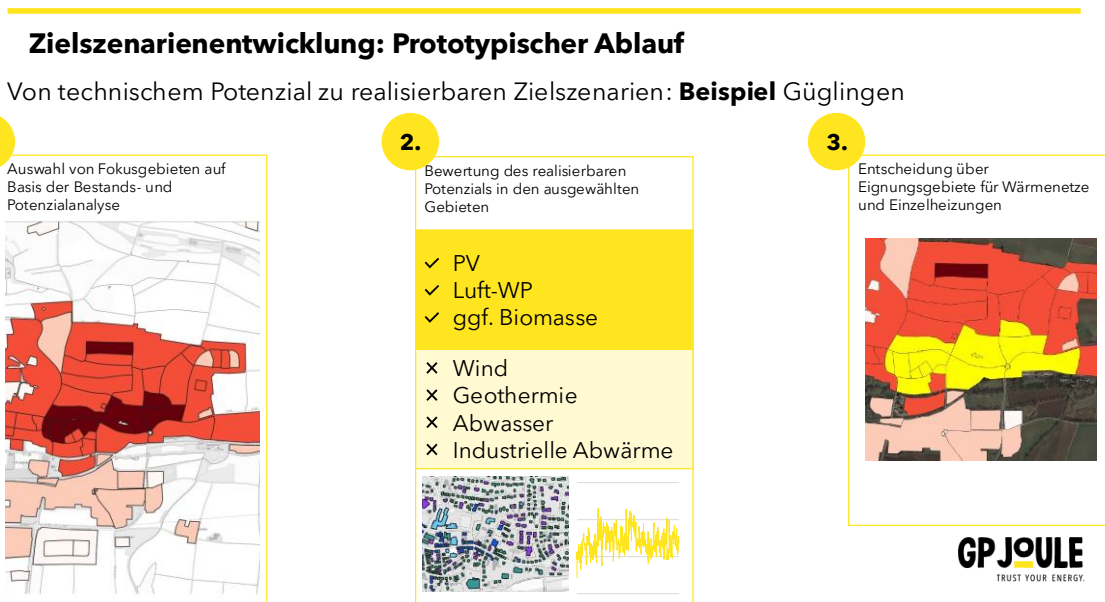 Zielszenarienentwicklung: Prototypischer Ablauf
Von technischem Potenzial zu realisierbaren Zielszenarien: Beispiel Güglingen
Auswahl von Fokusgebieten auf
Basis der Bestands- und
Potenzialanalyse
2.
Bewertung des realisierbaren
Potenzials in den ausgewählten
Gebieten
✓ PV
✓ Luft-WP
✓ ggf. Biomasse
× Wind
× Geothermie
× Abwasser
× Industrielle Abwärme
3.
Entscheidung über
Eignungsgebiete für Wärmenetze
und Einzelheizungen
GP JOULE
TRUST YOUR ENERGY.